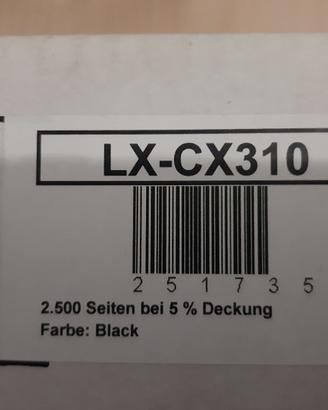 LX-CX310
2 5 1 7 3 5
2.500 Seiten bei 5 % Deckung
Farbe: Black